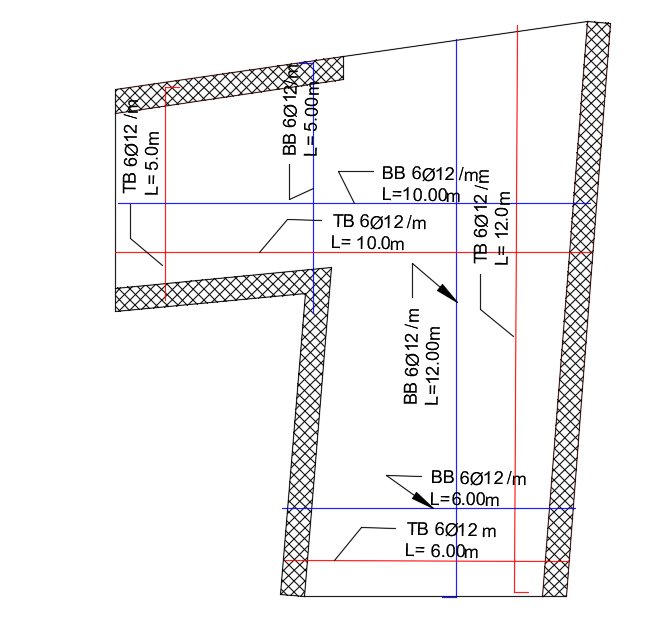 TB 6Ø12 /m
L= 5.0m
BB 6Ø12/m
L= 5.00m
BB 6Ø12 /m
L=10.00m
TB 6Ø12 /m
L= 10.0m
TB 6Ø12 /m
L= 12.0m
BB 6Ø12 /m
L=12.00m
BB 6Ø12 /m
L=6.00m
TB 6Ø12 m
L= 6.00m